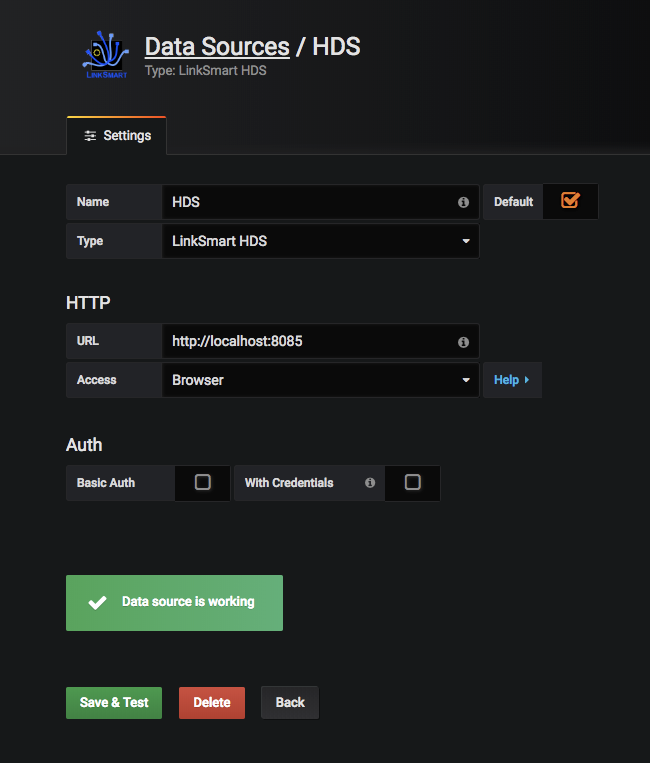 Data Sources / HDS
LINKSMART
Type: LinkSmart HDS
Settings
Name HDS Default
Type LinkSmart HDS
HTTP
URL http://localhost:8085
Access Browser Help
Auth
Basic Auth With Credentials
Data source is working
Save & Test Delete Back